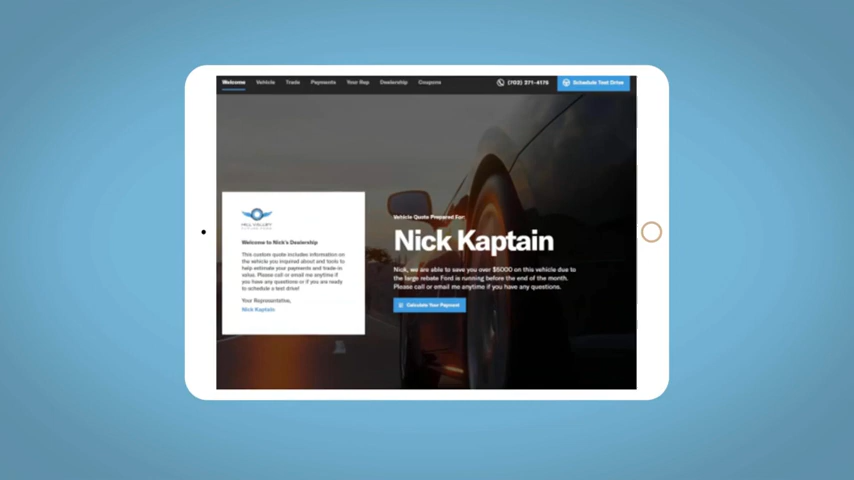 Welcome Vehicle Trade Payments Your Rep Dealership Coupons (702) 371-4175 Schedule Test Drive
HILL VALLEY
Welcome to Nick's Dealership
This custom quote includes information on
the vehicle you inquired about and tools to
help estimate your payments and trade-in
value. Please call or email me anytime if
you have any questions or if you are ready
to schedule a test drive!
Your Representative,
Nick Kaptain
Vehicle Quote Prepared For:
Nick Kaptain
Nick, we are able to save you over $6000 on this vehicle due to
the large rebate Ford is running before the end of the month.
Please call or email me anytime if you have any questions.
Calculate Your Payment